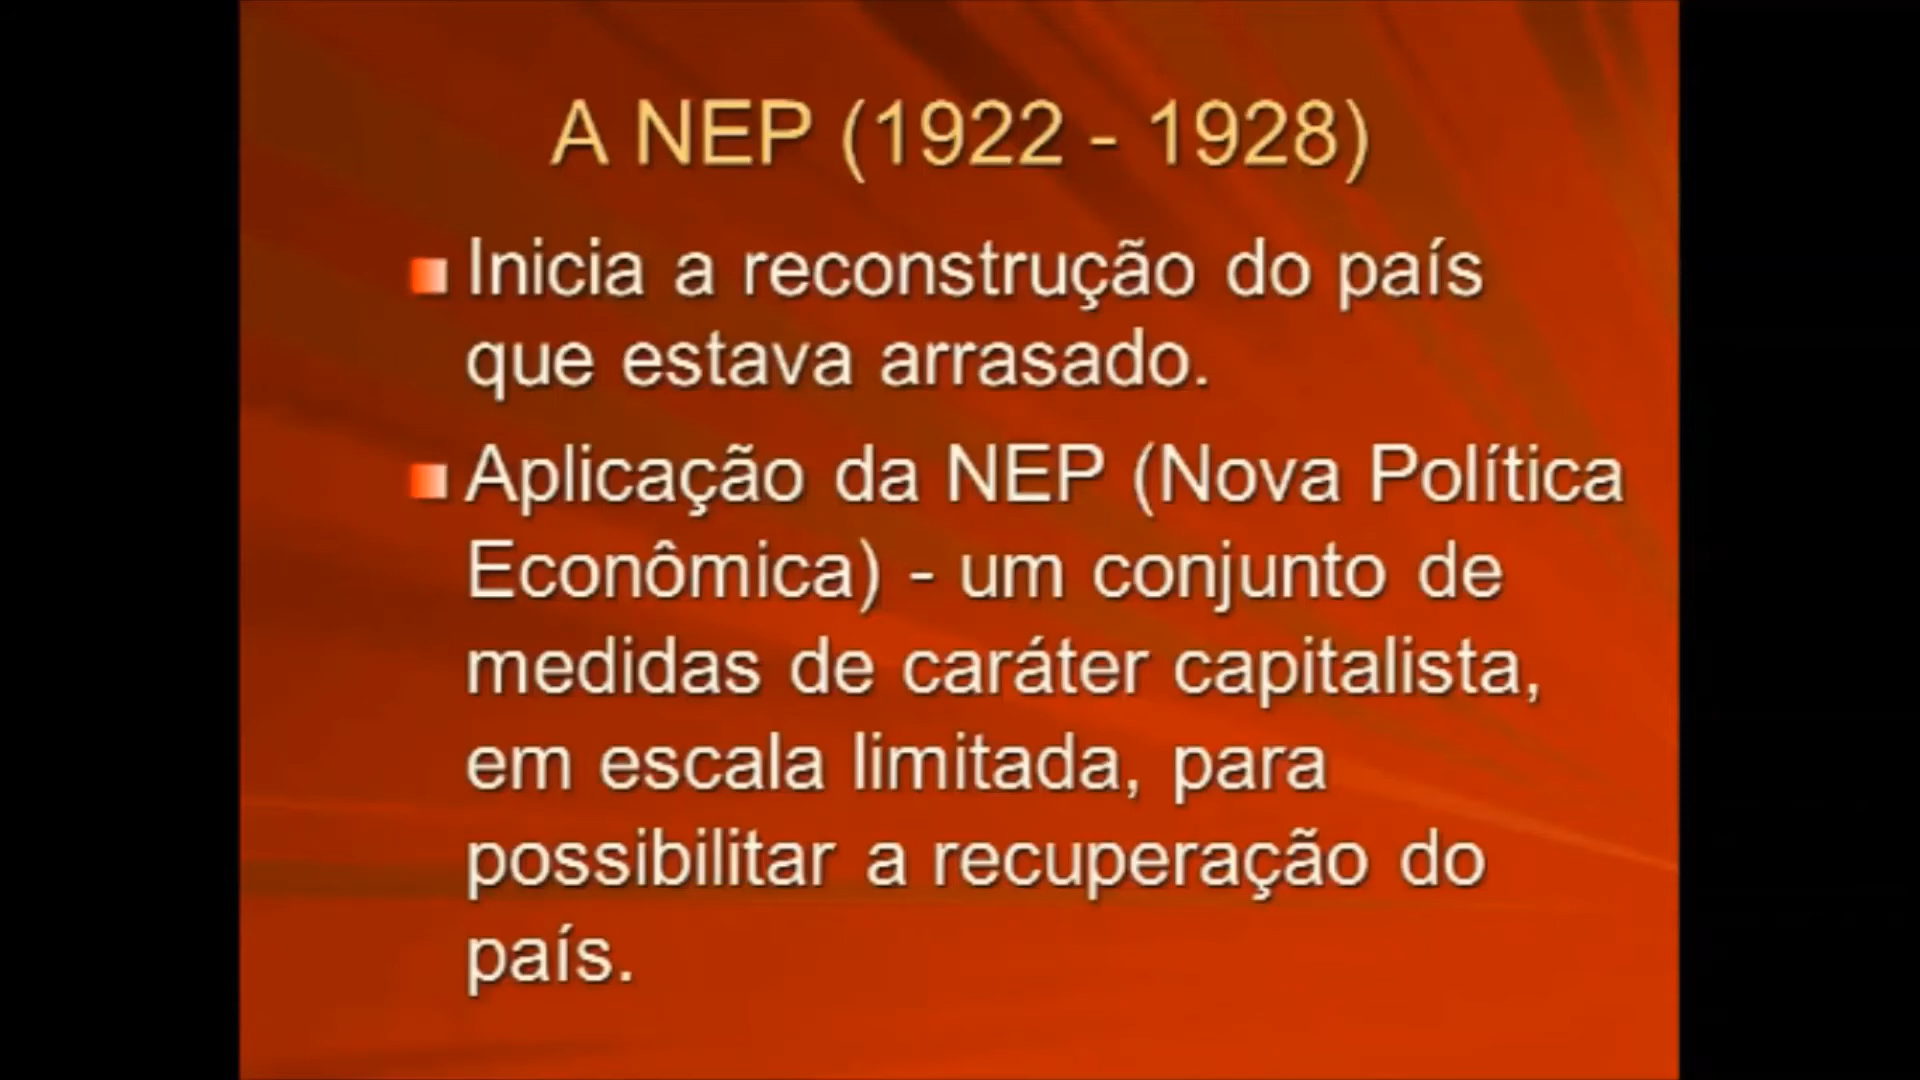 A NEP (1922 - 1928)
Inicia a reconstrução do país
que estava arrasado.
Aplicação da NEP (Nova Política
Econômica) - um conjunto de
medidas de caráter capitalista,
em escala limitada, para
possibilitar a recuperação do
país.